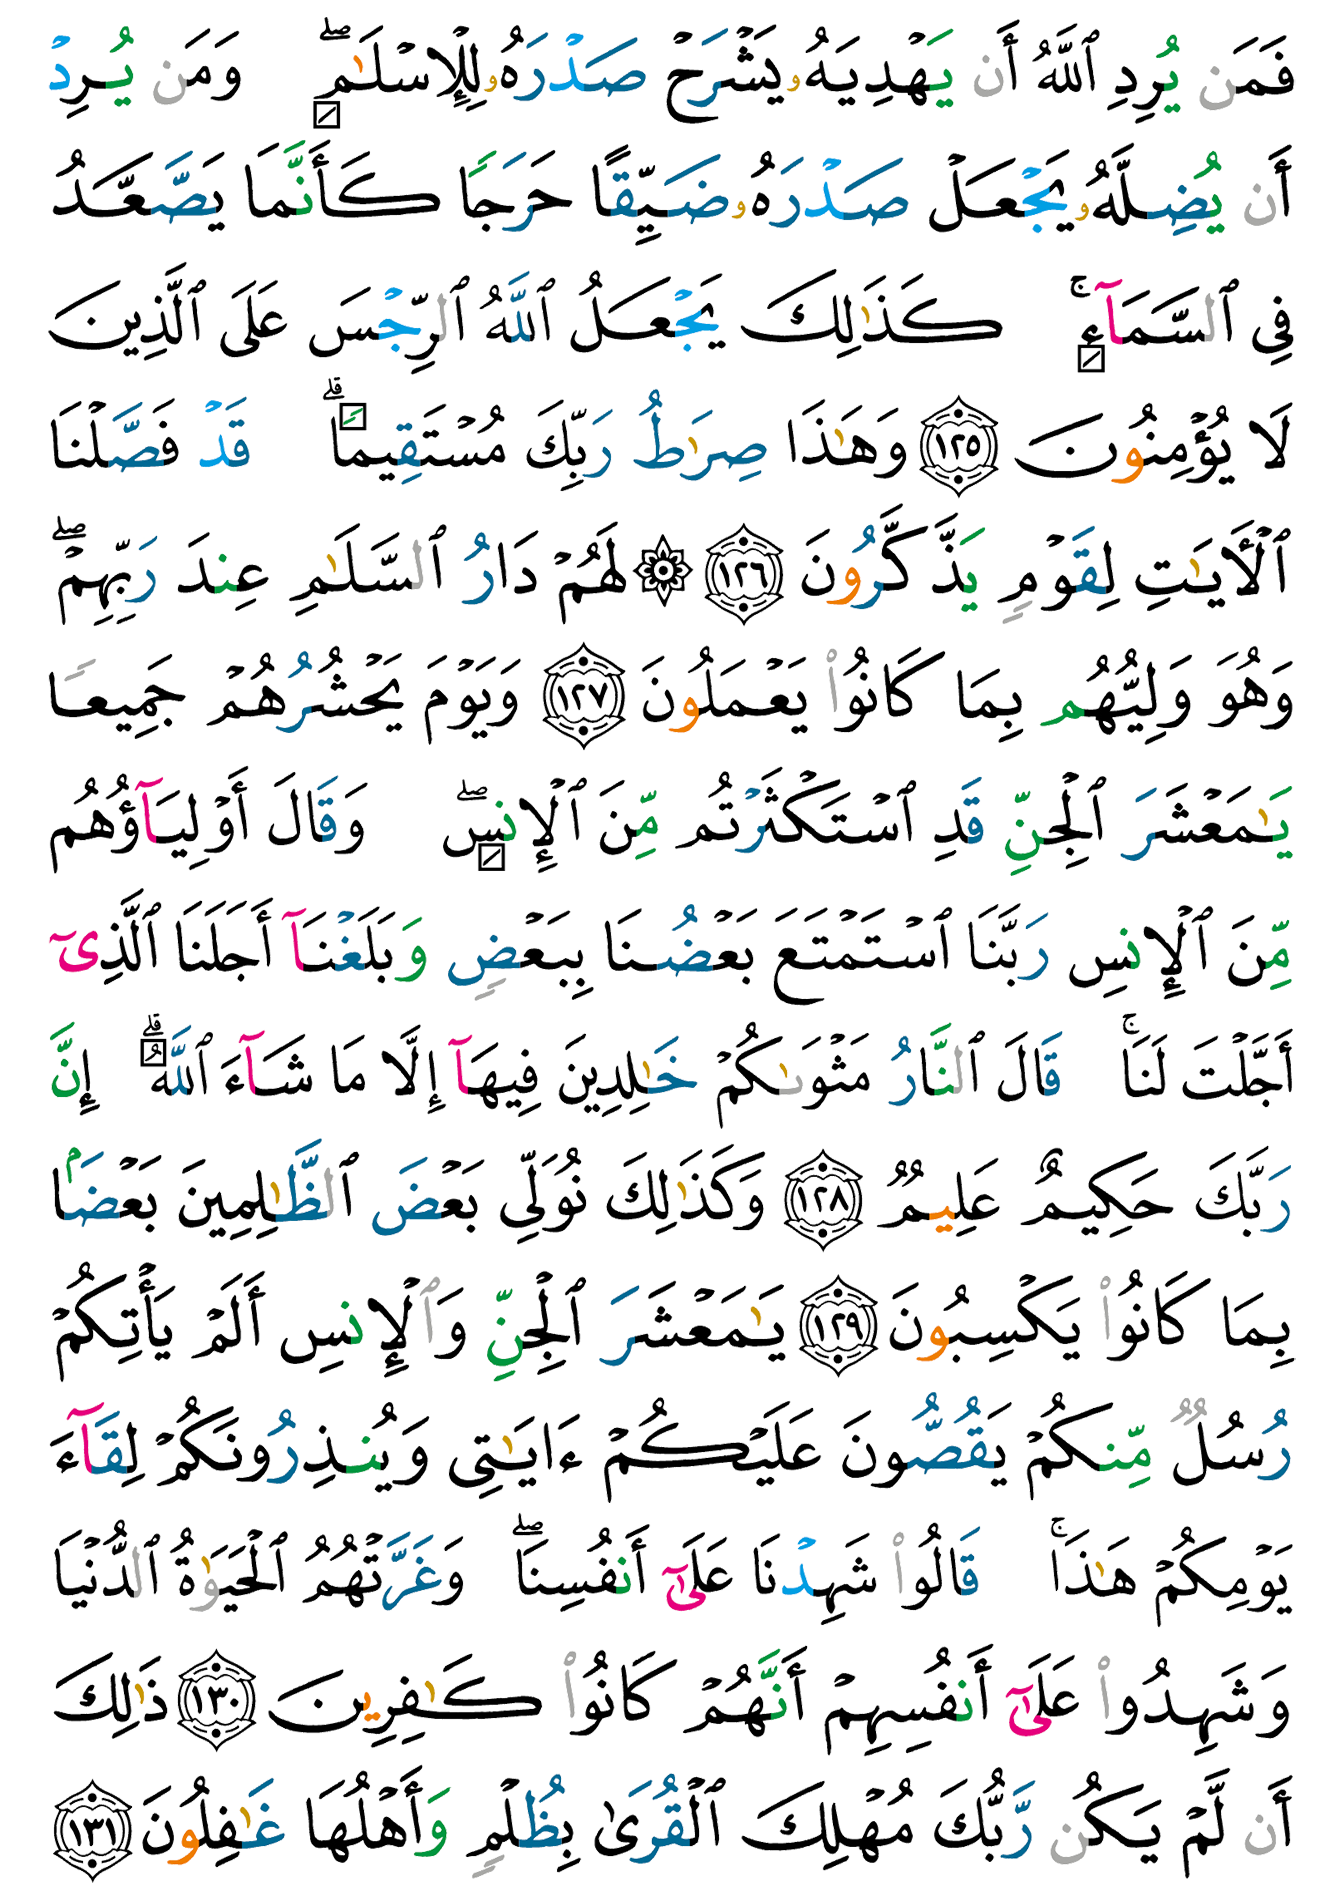 فَمَن يُرِدِ ٱللَّهُ أَن يَهْدِيَهُۥ يَشْرَحْ صَدْرَهُۥ لِلْإِسْلَٰمِ ۖ وَمَن يُرِدْ
أَن يُضِلَّهُۥ يَجْعَلْ صَدْرَهُۥ ضَيِّقًا حَرَجًا كَأَنَّمَا يَصَّعَّدُ
فِى ٱلسَّمَآءِ ۚ كَذَٰلِكَ يَجْعَلُ ٱللَّهُ ٱلرِّجْسَ عَلَى ٱلَّذِينَ
لَا يُؤْمِنُونَ ١٢٥ وَهَٰذَا صِرَٰطُ رَبِّكَ مُسْتَقِيمًا ۗ قَدْ فَصَّلْنَا
ٱلْأَيَٰتِ لِقَوْمٍ يَذَّكَّرُونَ ١٢٦ ۞ لَهُمْ دَارُ ٱلسَّلَٰمِ عِندَ رَبِّهِمْ ۖ
وَهُوَ وَلِيُّهُم بِمَا كَانُوا۟ يَعْمَلُونَ ١٢٧ وَيَوْمَ يَحْشُرُهُمْ جَمِيعًا
يَٰمَعْشَرَ ٱلْجِنِّ قَدِ ٱسْتَكْثَرْتُم مِّنَ ٱلْإِنسِ ۖ وَقَالَ أَوْلِيَآؤُهُم
مِّنَ ٱلْإِنسِ رَبَّنَا ٱسْتَمْتَعَ بَعْضُنَا بِبَعْضٍ وَبَلَغْنَآ أَجَلَنَا ٱلَّذِىٓ
أَجَّلْتَ لَنَا ۚ قَالَ ٱلنَّارُ مَثْوَىٰكُمْ خَٰلِدِينَ فِيهَآ إِلَّا مَا شَآءَ ٱللَّهُ ۗ إِنَّ
رَبَّكَ حَكِيمٌ عَلِيمٌ ١٢٨ وَكَذَٰلِكَ نُوَلِّى بَعْضَ ٱلظَّٰلِمِينَ بَعْضًۢا
بِمَا كَانُوا۟ يَكْسِبُونَ ١٢٩ يَٰمَعْشَرَ ٱلْجِنِّ وَٱلْإِنسِ أَلَمْ يَأْتِكُمْ
رُسُلٌ مِّنكُمْ يَقُصُّونَ عَلَيْكُمْ ءَايَٰتِى وَيُنذِرُونَكُمْ لِقَآءَ
يَوْمِكُمْ هَٰذَا ۚ قَالُوا۟ شَهِدْنَا عَلَىٰٓ أَنفُسِنَا ۖ وَغَرَّتْهُمُ ٱلْحَيَوٰةُ ٱلدُّنْيَا
وَشَهِدُوا۟ عَلَىٰٓ أَنفُسِهِمْ أَنَّهُمْ كَانُوا۟ كَٰفِرِينَ ١٣٠ ذَٰلِكَ
أَن لَّمْ يَكُن رَّبُّكَ مُهْلِكَ ٱلْقُرَىٰ بِظُلْمٍ وَأَهْلُهَا غَٰفِلُونَ ١٣١